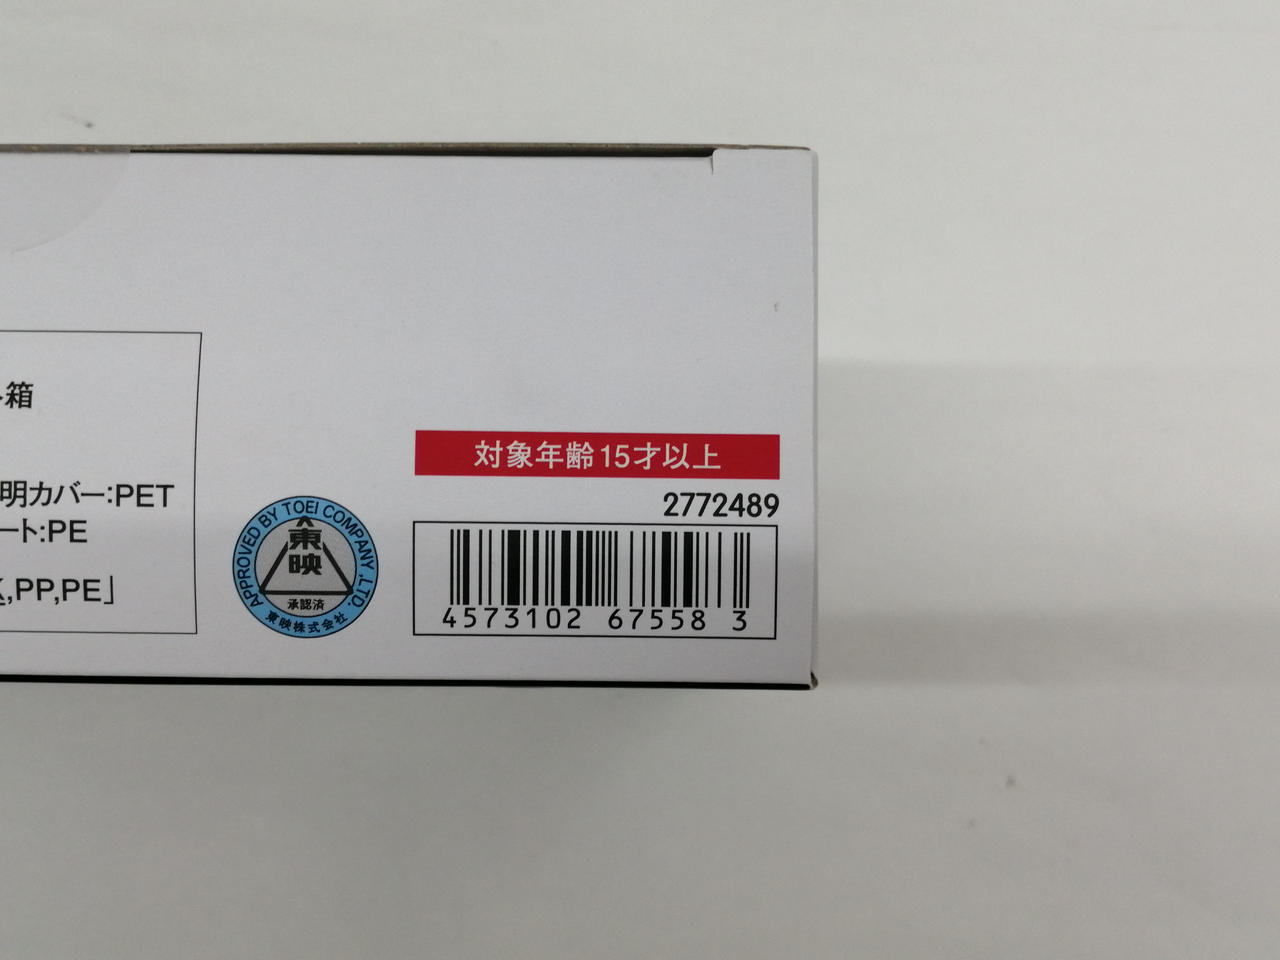 箱
明カバー:PET
ート:PE
,PP,PE」
対象年齢15才以上
2772489
4573102 67558 3
APPROVED BY TOEI COMPANY ,LTD.
東映
承認済
東映株式会社